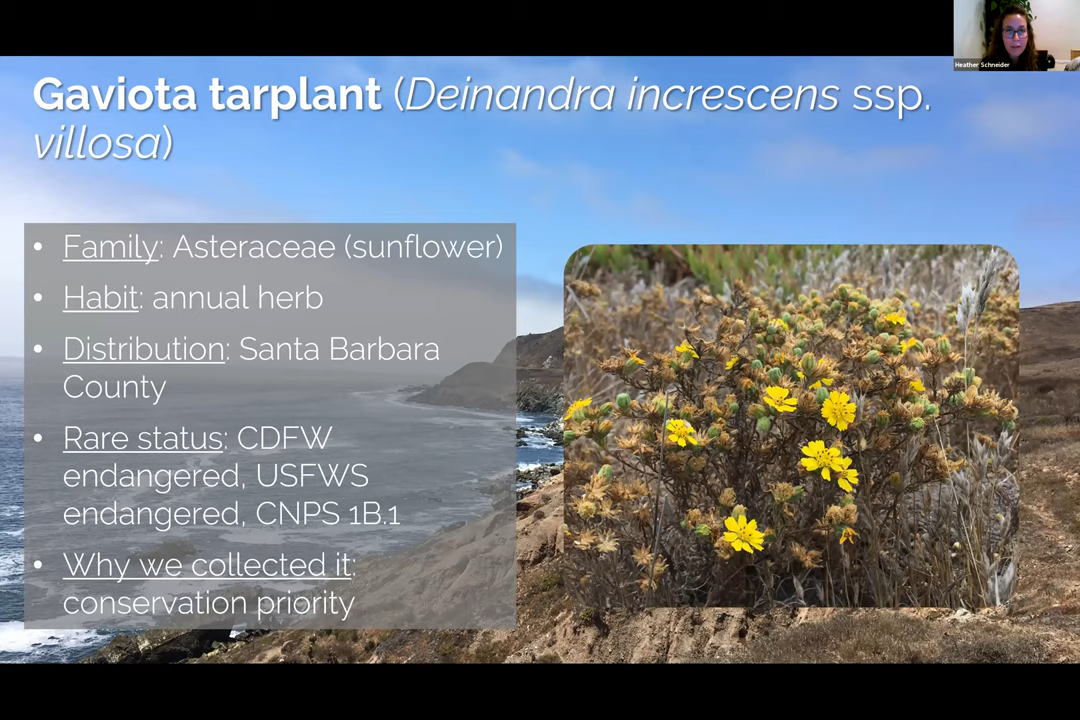 Heather Schneider
Gaviota tarplant (Deinandra increscens ssp.
villosa)
• Family: Asteraceae (sunflower)
• Habit: annual herb
• Distribution: Santa Barbara
County
• Rare status: CDFW
endangered, USFWS
endangered, CNPS 1B.1
• Why we collected it:
conservation priority